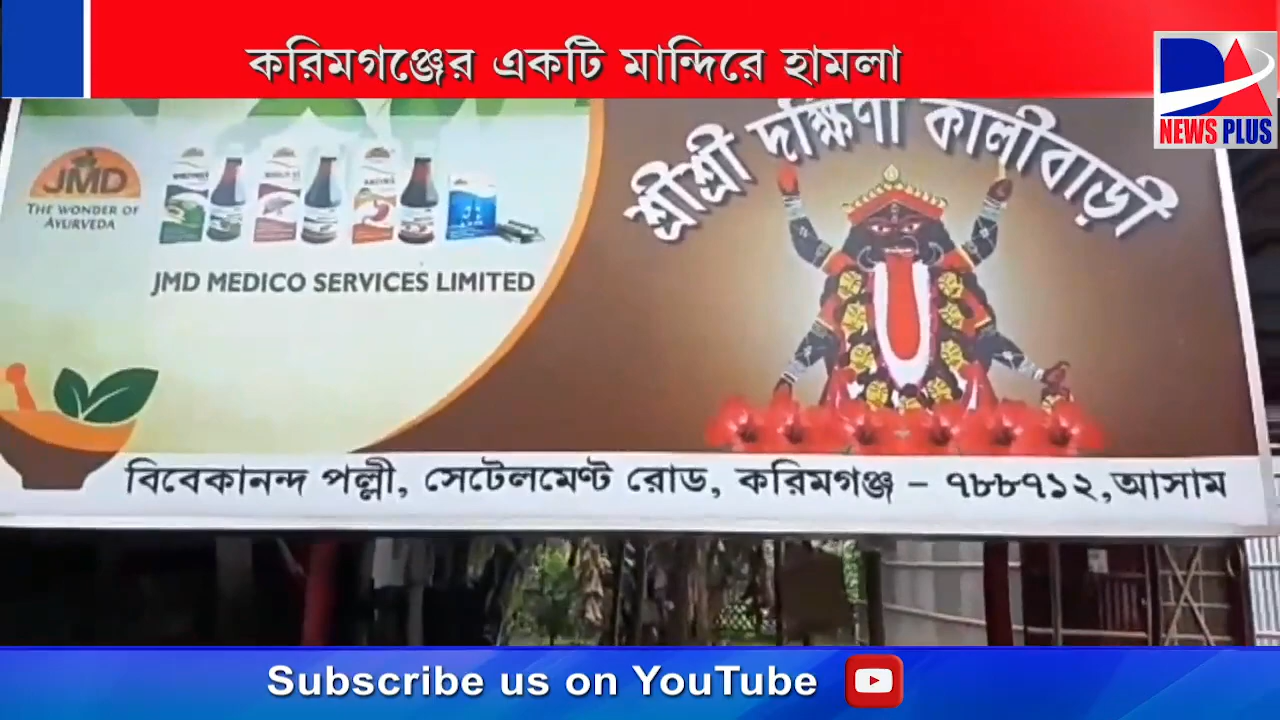 করিমগঞ্জের একটি মান্দিরে হামলা
DA
NEWS PLUS
শ্রীশ্রী দক্ষিণা কালীবাড়ী
JMD
THE WONDER OF
AYURVEDA
JMD MEDICO SERVICES LIMITED
বিবেকানন্দ পল্লী, সেটেলমেণ্ট রোড, করিমগঞ্জ – ৭৮৮৭১২,আসাম
Subscribe us on YouTube